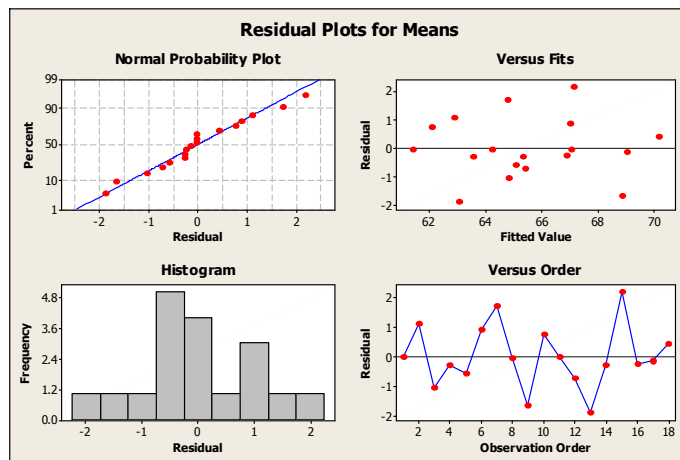 Residual Plots for Means
Normal Probability Plot
99
90
50
10
1
Percent
-2 -1 0 1 2
Residual
Versus Fits
2
1
0
-1
-2
Residual
62 64 66 68 70
Fitted Value
Histogram
4.8
3.6
2.4
1.2
0.0
Frequency
-2 -1 0 1 2
Residual
Versus Order
2
1
0
-1
-2
Residual
2 4 6 8 10 12 14 16 18
Observation Order